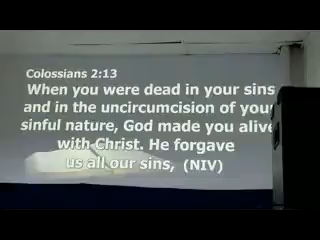 Colossians 2:13
When you were dead in your sins
and in the uncircumcision of your
sinful nature, God made you alive
with Christ. He forgave
us all our sins, (NIV)